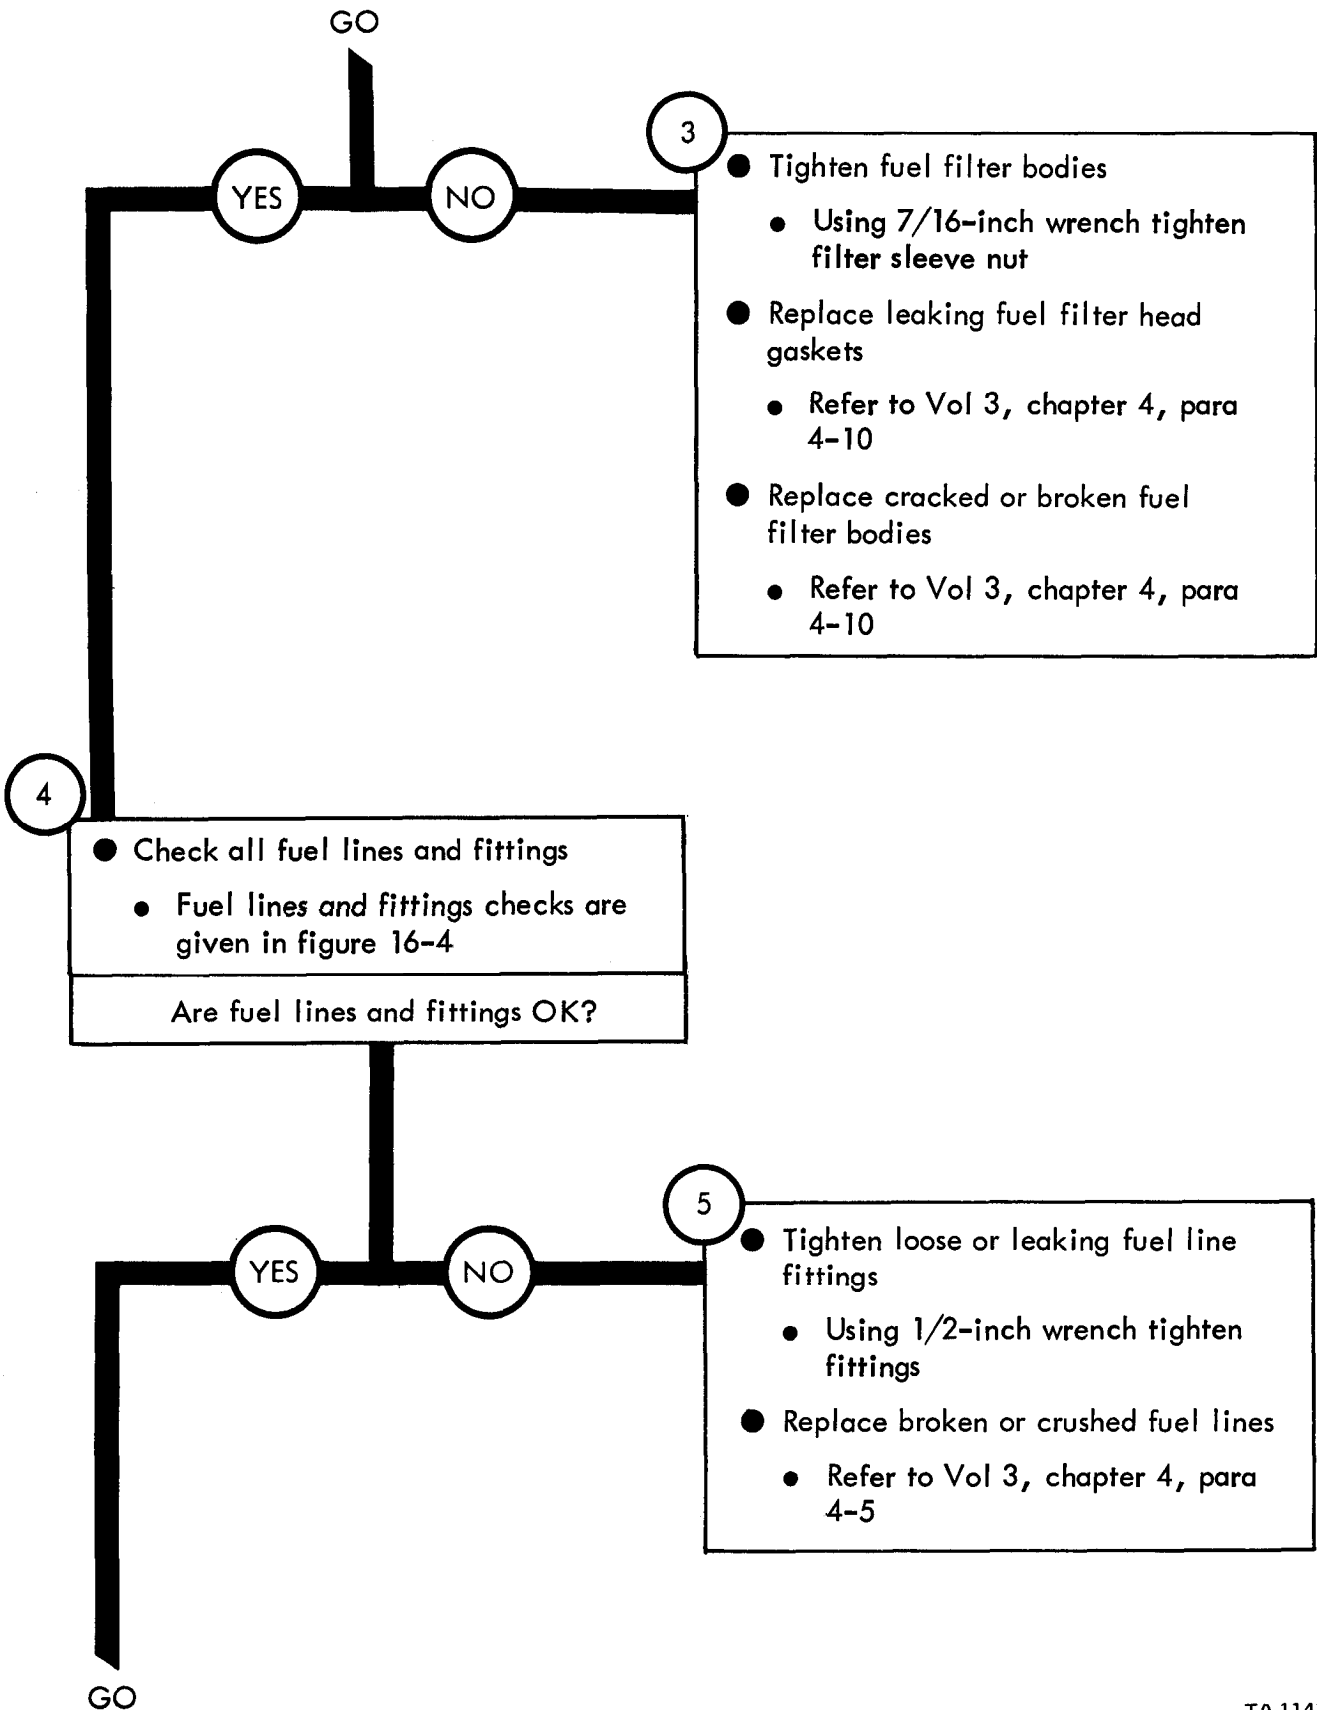 GO
YES
NO
3
● Tighten fuel filter bodies
● Using 7/16-inch wrench tighten
filter sleeve nut
● Replace leaking fuel filter head
gaskets
● Refer to Vol 3, chapter 4, para
4-10
● Replace cracked or broken fuel
filter bodies
● Refer to Vol 3, chapter 4, para
4-10
4
● Check all fuel lines and fittings
● Fuel lines and fittings checks are
given in figure 16-4
Are fuel lines and fittings OK?
YES
NO
5
● Tighten loose or leaking fuel line
fittings
● Using 1/2-inch wrench tighten
fittings
● Replace broken or crushed fuel lines
● Refer to Vol 3, chapter 4, para
4-5
GO